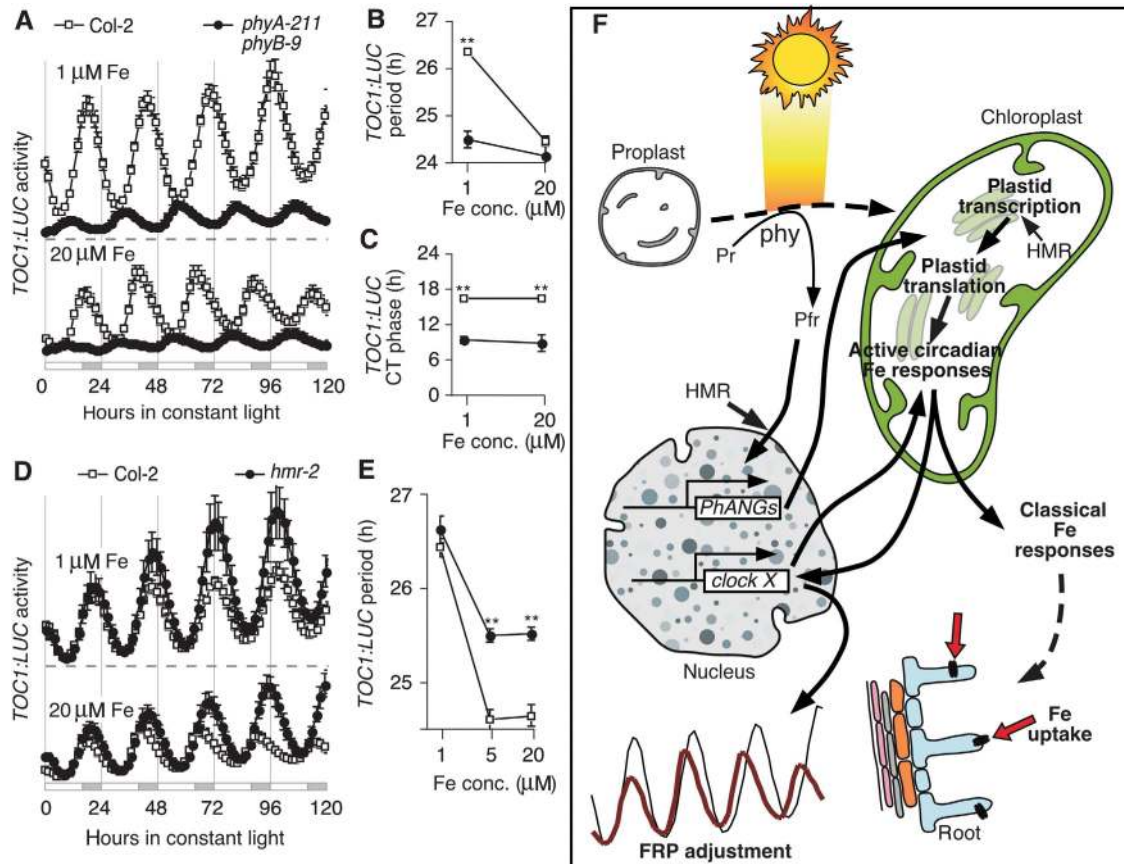 A
Col-2
phyA-211
phyB-9
1 µM Fe
20 µM Fe
TOC1:LUC activity
0 24 48 72 96 120
Hours in constant light
B
TOC1:LUC
period (h)
27
26
25
24
**
1 20
Fe conc. (µM)
C
TOC1:LUC
CT phase (h)
24
18
12
6
0
** **
1 20
Fe conc. (µM)
D
Col-2
hmr-2
1 µM Fe
20 µM Fe
TOC1:LUC activity
0 24 48 72 96 120
Hours in constant light
E
TOC1:LUC period (h)
27
26
25
** **
1 5 20
Fe conc. (µM)
F
Proplast
Chloroplast
Plastid
transcription
HMR
Plastid
translation
Active circadian
Fe responses
phy
Pr
Pfr
HMR
PhANGs
clock X
Nucleus
Classical
Fe
responses
Fe
uptake
Root
FRP adjustment